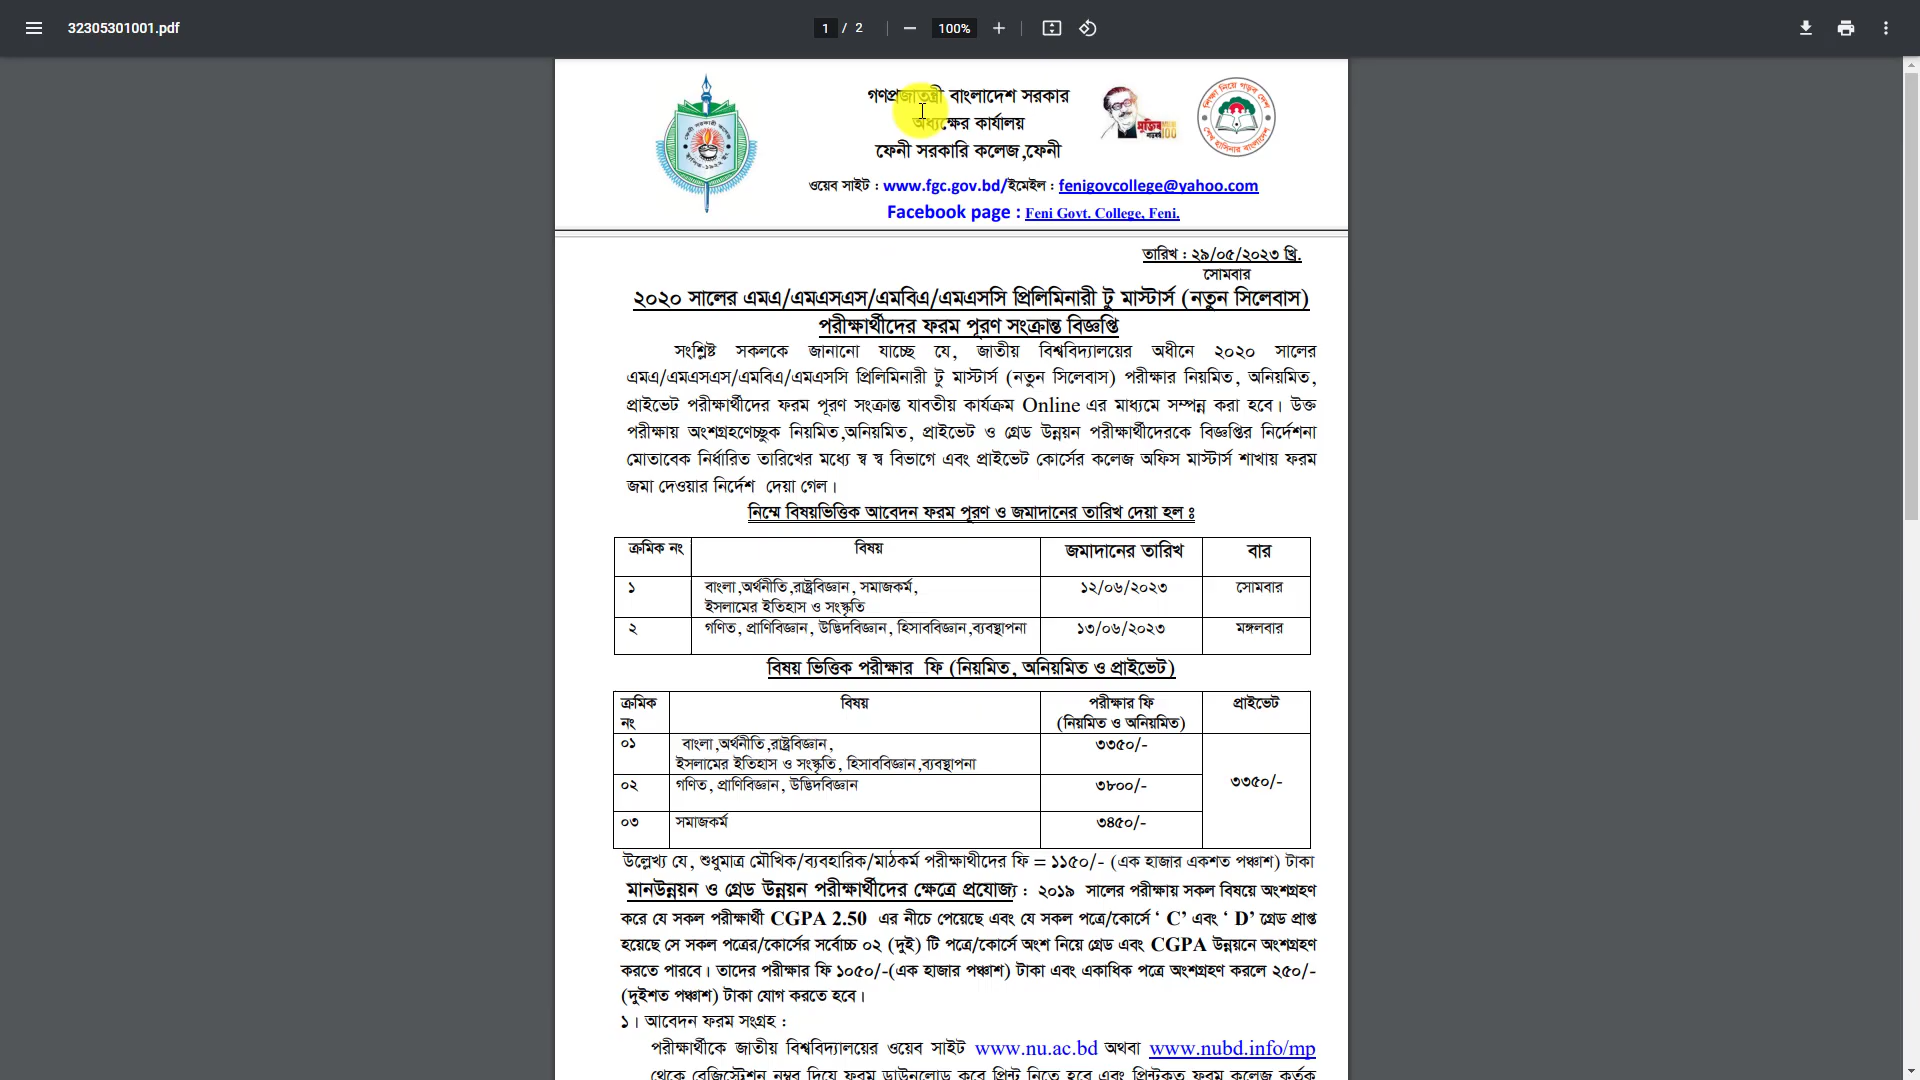 32305301001.pdf
1 / 2
100%
গণপ্রজাতন্ত্রী বাংলাদেশ সরকার
অধ্যক্ষের কার্যালয়
ফেনী সরকারি কলেজ,ফেনী
ওয়েব সাইট : www.fgc.gov.bd/ইমেইল : fenigovcollege@yahoo.com
Facebook page : Feni Govt. College, Feni.
তারিখ : ২৯/০৫/২০২৩ খ্রি.
সোমবার
২০২০ সালের এমএ/এমএসএস/এমবিএ/এমএসসি প্রিলিমিনারী টু মাস্টার্স (নতুন সিলেবাস)
পরীক্ষার্থীদের ফরম পূরণ সংক্রান্ত বিজ্ঞপ্তি
সংশ্লিষ্ট সকলকে জানানো যাচ্ছে যে, জাতীয় বিশ্ববিদ্যালয়ের অধীনে ২০২০ সালের
এমএ/এমএসএস/এমবিএ/এমএসসি প্রিলিমিনারী টু মাস্টার্স (নতুন সিলেবাস) পরীক্ষার নিয়মিত, অনিয়মিত,
প্রাইভেট পরীক্ষার্থীদের ফরম পূরণ সংক্রান্ত যাবতীয় কার্যক্রম Online এর মাধ্যমে সম্পন্ন করা হবে। উক্ত
পরীক্ষায় অংশগ্রহণেচ্ছুক নিয়মিত,অনিয়মিত, প্রাইভেট ও গ্রেড উন্নয়ন পরীক্ষার্থীদেরকে বিজ্ঞপ্তির নির্দেশনা
মোতাবেক নির্ধারিত তারিখের মধ্যে স্ব স্ব বিভাগে এবং প্রাইভেট কোর্সের কলেজ অফিস মাস্টার্স শাখায় ফরম
জমা দেওয়ার নির্দেশ দেয়া গেল।
নিম্মে বিষয়ভিত্তিক আবেদন ফরম পূরণ ও জমাদানের তারিখ দেয়া হল ঃ
ক্রমিক নং বিষয় জমাদানের তারিখ বার
১ বাংলা,অর্থনীতি,রাষ্ট্রবিজ্ঞান, সমাজকর্ম, ১২/০৬/২০২৩ সোমবার
ইসলামের ইতিহাস ও সংস্কৃতি
২ গণিত, প্রাণিবিজ্ঞান, উদ্ভিদবিজ্ঞান, হিসাববিজ্ঞান,ব্যবস্থাপনা ১৩/০৬/২০২৩ মঙ্গলবার
বিষয় ভিত্তিক পরীক্ষার ফি (নিয়মিত, অনিয়মিত ও প্রাইভেট)
ক্রমিক বিষয় পরীক্ষার ফি প্রাইভেট
নং (নিয়মিত ও অনিয়মিত)
০১ বাংলা,অর্থনীতি,রাষ্ট্রবিজ্ঞান, ৩৩৫০/-
ইসলামের ইতিহাস ও সংস্কৃতি, হিসাববিজ্ঞান,ব্যবস্থাপনা
০২ গণিত, প্রাণিবিজ্ঞান, উদ্ভিদবিজ্ঞান ৩৮০০/- ৩৩৫০/-
০৩ সমাজকর্ম ৩৪৫০/-
উল্লেখ্য যে, শুধুমাত্র মৌখিক/ব্যবহারিক/মাঠকর্ম পরীক্ষার্থীদের ফি = ১১৫০/- (এক হাজার একশত পঞ্চাশ) টাকা
মানউন্নয়ন ও গ্রেড উন্নয়ন পরীক্ষার্থীদের ক্ষেত্রে প্রযোজ্য : ২০১৯ সালের পরীক্ষায় সকল বিষয়ে অংশগ্রহণ
করে যে সকল পরীক্ষার্থী CGPA 2.50 এর নীচে পেয়েছে এবং যে সকল পত্রে/কোর্সে ‘ C’ এবং ‘ D’ গ্রেড প্রাপ্ত
হয়েছে সে সকল পত্রের/কোর্সের সর্বোচ্চ ০২ (দুই) টি পত্রে/কোর্সে অংশ নিয়ে গ্রেড এবং CGPA উন্নয়নে অংশগ্রহণ
করতে পারবে। তাদের পরীক্ষার ফি ১০৫০/-(এক হাজার পঞ্চাশ) টাকা এবং একাধিক পত্রে অংশগ্রহণ করলে ২৫০/-
(দুইশত পঞ্চাশ) টাকা যোগ করতে হবে।
১। আবেদন ফরম সংগ্রহ :
পরীক্ষার্থীকে জাতীয় বিশ্ববিদ্যালয়ের ওয়েব সাইট www.nu.ac.bd অথবা www.nubd.info/mp
থেকে রেজিস্ট্রেশন নম্বর দিয়ে ফরম ডাউনলোড করে প্রিন্ট নিতে হবে এবং প্রিন্টকৃত ফরম কলেজ কর্তৃক